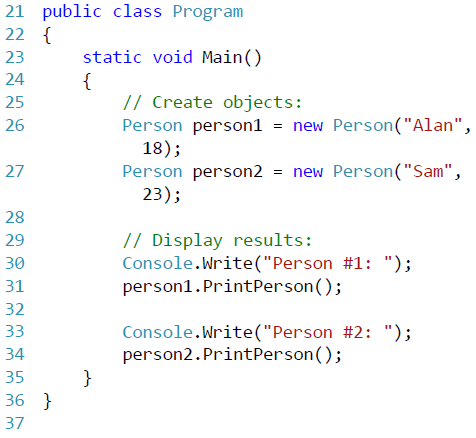 21 public class Program
22 {
23     static void Main()
24     {
25         // Create objects:
26         Person person1 = new Person("Alan",
             18);
27         Person person2 = new Person("Sam",
             23);
28
29         // Display results:
30         Console.Write("Person #1: ");
31         person1.PrintPerson();
32
33         Console.Write("Person #2: ");
34         person2.PrintPerson();
35     }
36 }
37